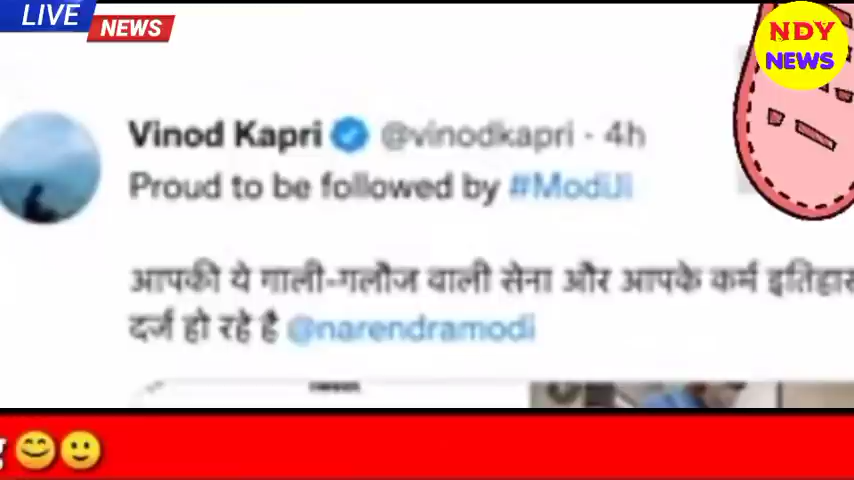 LIVE
NEWS
NDY
NEWS
Vinod Kapri @vinodkapri · 4h
Proud to be followed by #ModiJi
आपकी ये गाली-गलौज वाली सेना और आपके कर्म इतिहास
दर्ज हो रहे है @narendramodi
😊🙂